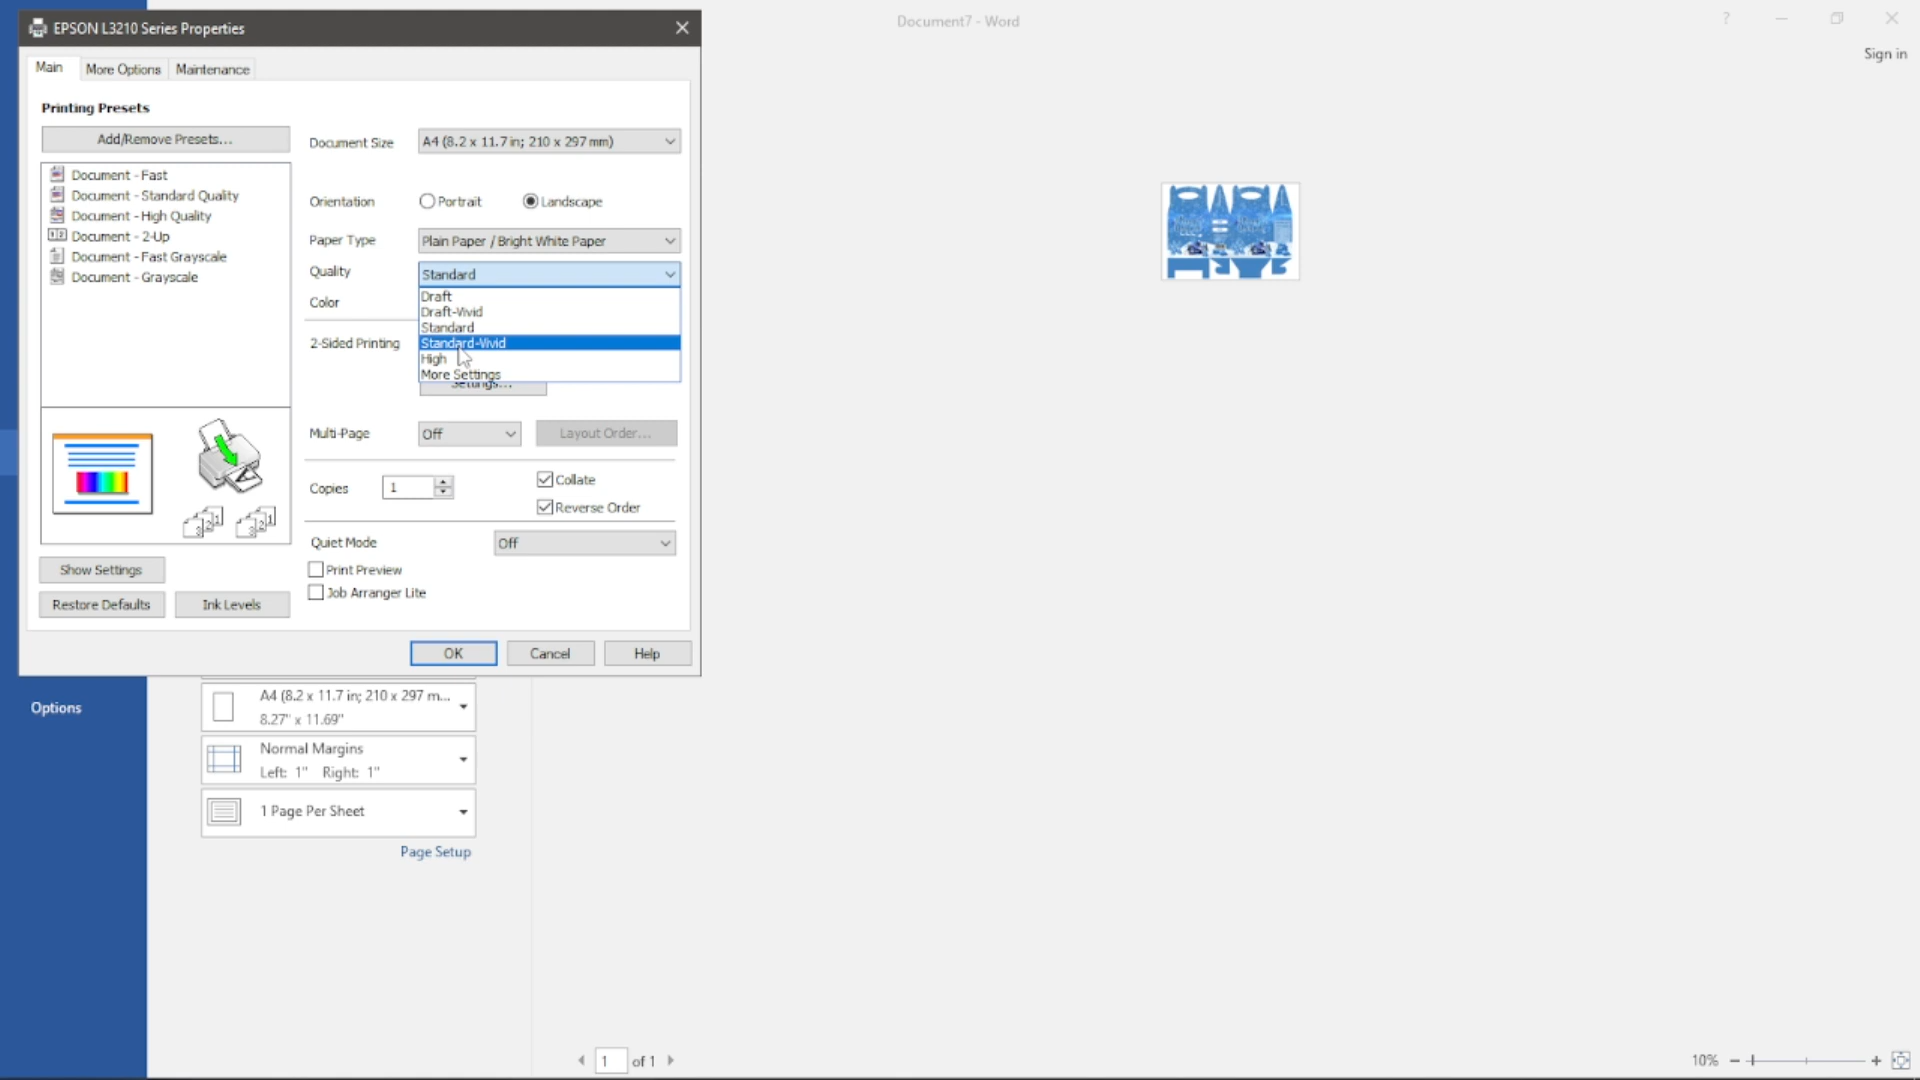 EPSON L3210 Series Properties
Document7 - Word
?
Sign in
Main
More Options
Maintenance
Printing Presets
Add/Remove Presets...
Document - Fast
Document - Standard Quality
Document - High Quality
Document - 2-Up
Document - Fast Grayscale
Document - Grayscale
Document Size
A4 (8.2 x 11.7 in; 210 x 297 mm)
Orientation
Portrait
Landscape
Paper Type
Plain Paper / Bright White Paper
Quality
Standard
Color
Draft
Draft-Vivid
Standard
2-Sided Printing
Standard-Vivid
High
More Settings
Settings...
Multi-Page
Off
Layout Order...
Copies
1
Collate
Reverse Order
Quiet Mode
Off
Print Preview
Job Arranger Lite
Show Settings
Restore Defaults
Ink Levels
OK
Cancel
Help
Options
A4 (8.2 x 11.7 in; 210 x 297 m...
8.27" x 11.69"
Normal Margins
Left: 1" Right: 1"
1 Page Per Sheet
Page Setup
1 of 1
10%